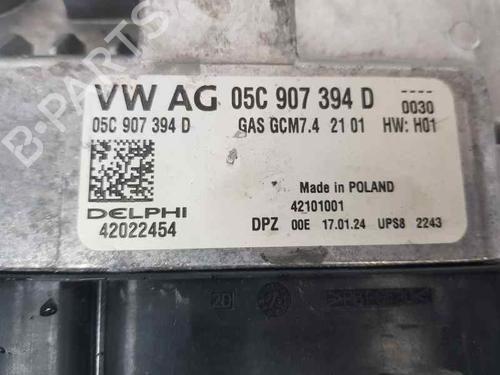 B-PARTS
VW AG 05C 907 394 D
----
0030
05C 907 394 D GAS GCM7.4 21 01 HW: H01
Made in POLAND
42101001
DELPHI
42022454
DPZ 00E 17.01.24 UPS8 2243
2D